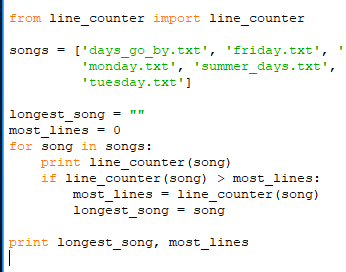 from line_counter import line_counter
songs = ['days_go_by.txt', 'friday.txt', '
'monday.txt', 'summer_days.txt',
'tuesday.txt']
longest_song = ""
most_lines = 0
for song in songs:
print line_counter(song)
if line_counter(song) > most_lines:
most_lines = line_counter(song)
longest_song = song
print longest_song, most_lines